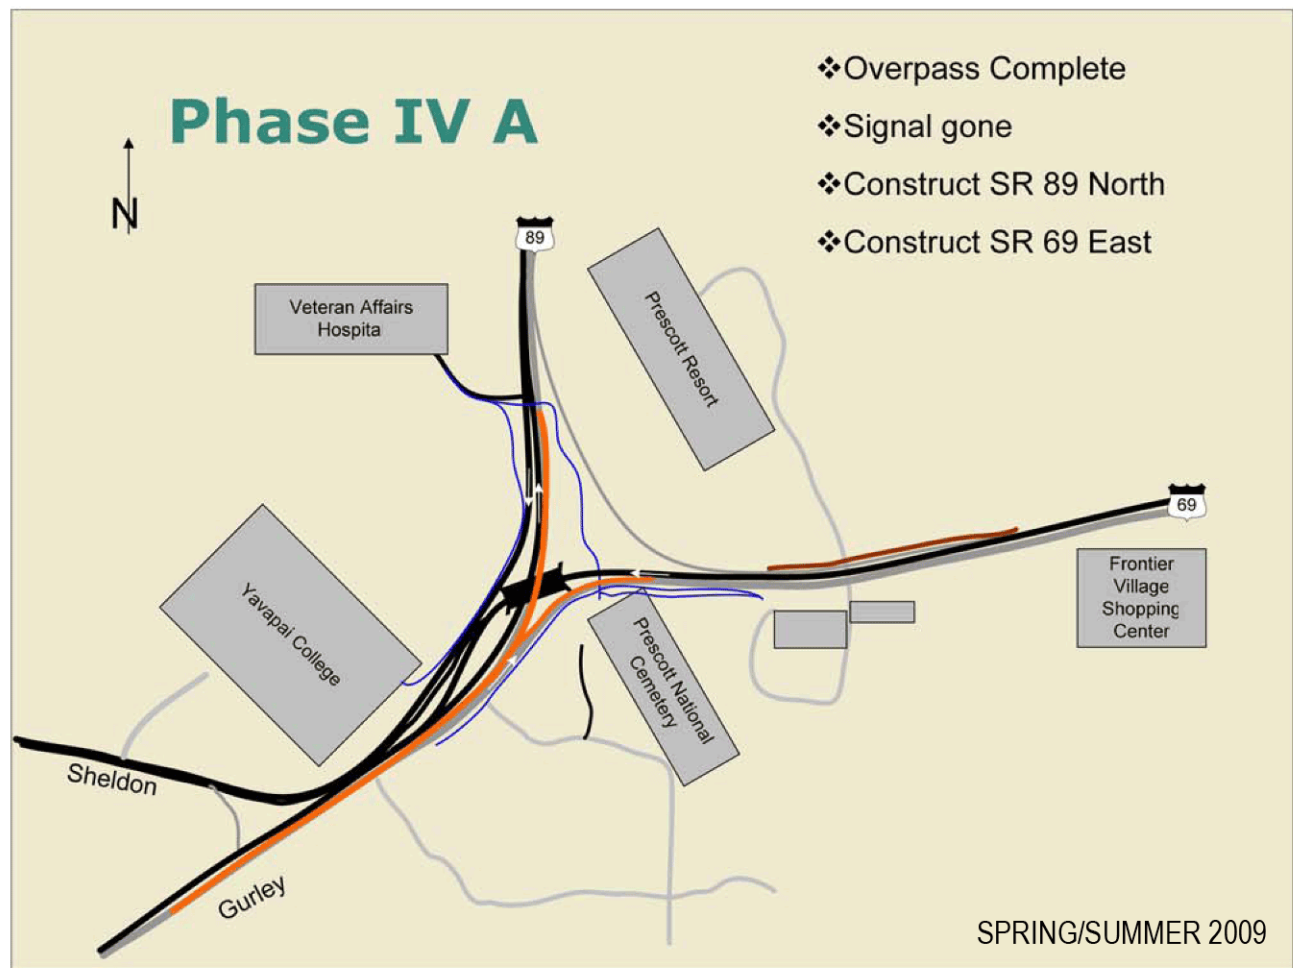 Phase IV A
❖Overpass Complete
❖Signal gone
❖Construct SR 89 North
❖Construct SR 69 East
N
89
Veteran Affairs
Hospita
Prescott Resort
69
Frontier
Village
Shopping
Center
Yavapai College
Prescott National
Cemetery
Sheldon
Gurley
SPRING/SUMMER 2009